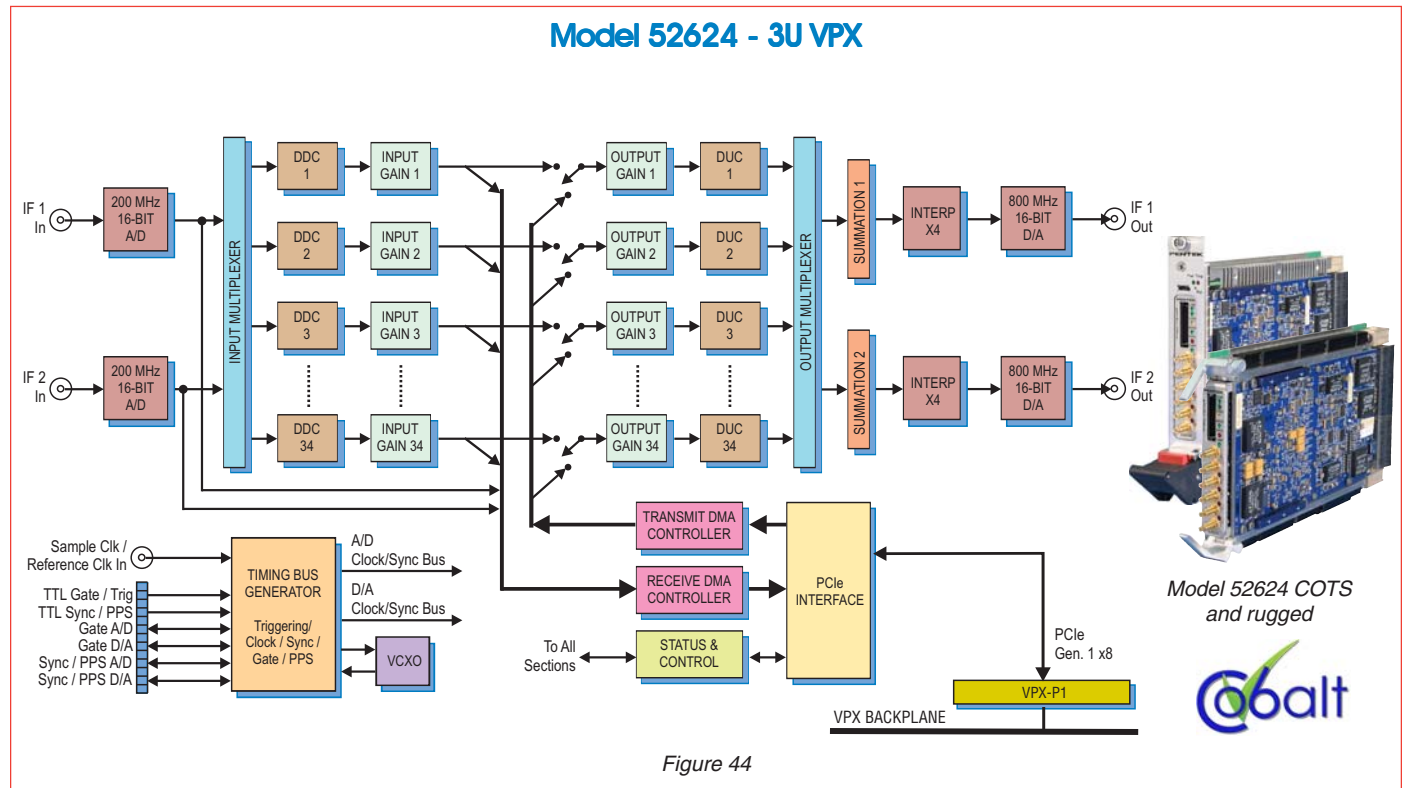 Model 52624 - 3U VPX
IF 1
In
200 MHz
16-BIT
A/D
IF 2
In
200 MHz
16-BIT
A/D
INPUT MULTIPLEXER
DDC
1
INPUT
GAIN 1
DDC
2
INPUT
GAIN 2
DDC
3
INPUT
GAIN 3
DDC
34
INPUT
GAIN 34
OUTPUT
GAIN 1
DUC
1
OUTPUT
GAIN 2
DUC
2
OUTPUT
GAIN 3
DUC
3
OUTPUT
GAIN 34
DUC
34
OUTPUT MULTIPLEXER
SUMMATION 1
INTERP
X4
800 MHz
16-BIT
D/A
IF 1
Out
SUMMATION 2
INTERP
X4
800 MHz
16-BIT
D/A
IF 2
Out
PENTEK
Sample Clk /
Reference Clk In
TTL Gate / Trig
TTL Sync / PPS
Gate A/D
Gate D/A
Sync / PPS A/D
Sync / PPS D/A
TIMING BUS
GENERATOR
Triggering/
Clock / Sync /
Gate / PPS
A/D
Clock/Sync Bus
D/A
Clock/Sync Bus
VCXO
TRANSMIT DMA
CONTROLLER
RECEIVE DMA
CONTROLLER
To All
Sections
STATUS &
CONTROL
PCIe
INTERFACE
PCIe
Gen. 1 x8
VPX-P1
VPX BACKPLANE
Model 52624 COTS
and rugged
Cobalt
Figure 44